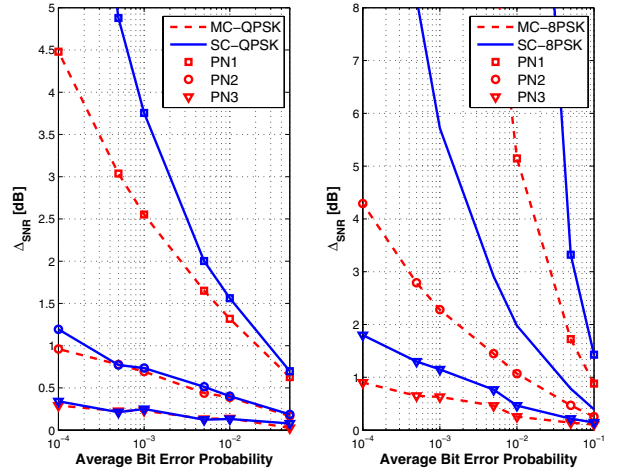 5
4.5
4
3.5
3
2.5
2
1.5
1
0.5
0
Δ_SNR [dB]
10^−4
10^−3
10^−2
Average Bit Error Probability
MC−QPSK
SC−QPSK
PN1
PN2
PN3
8
7
6
5
4
3
2
1
0
Δ_SNR [dB]
10^−4
10^−3
10^−2
10^−1
Average Bit Error Probability
MC−8PSK
SC−8PSK
PN1
PN2
PN3